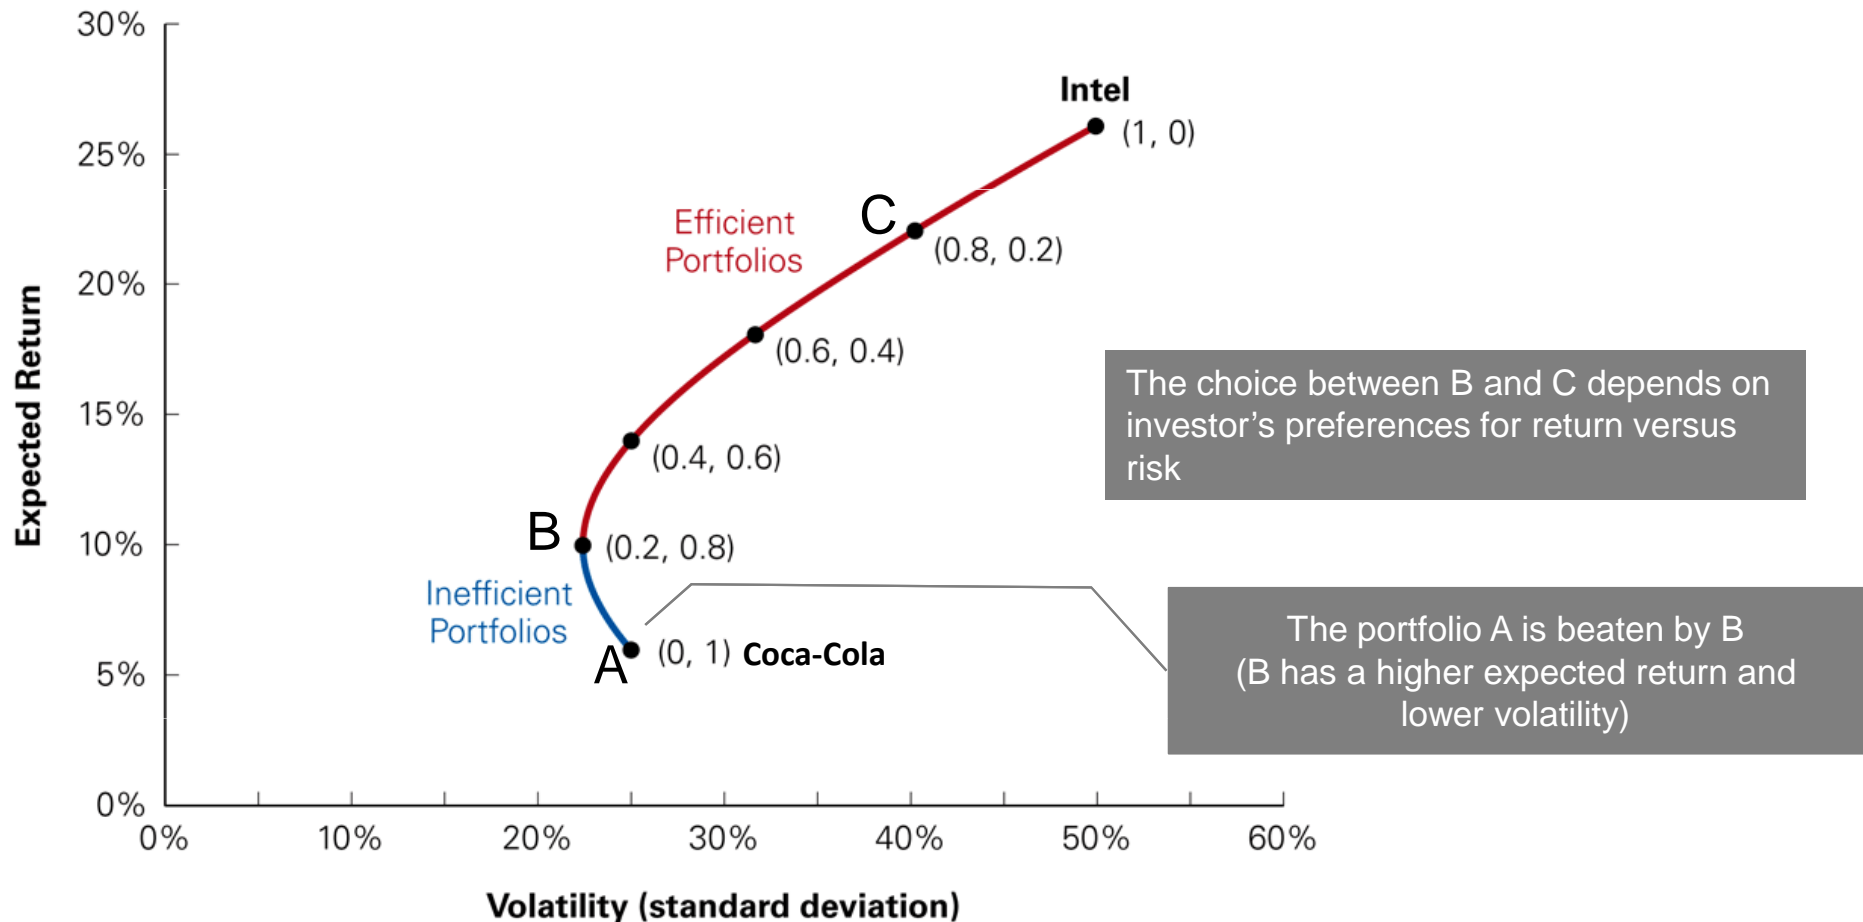 30%
Intel
(1, 0)
25%
C
Efficient
Portfolios
(0.8, 0.2)
20%
(0.6, 0.4)
The choice between B and C depends on
investor’s preferences for return versus
risk
15%
(0.4, 0.6)
Expected Return
B
10%
(0.2, 0.8)
Inefficient
Portfolios
The portfolio A is beaten by B
(B has a higher expected return and
lower volatility)
A
(0, 1) Coca-Cola
5%
0%
0%
10%
20%
30%
40%
50%
60%
Volatility (standard deviation)